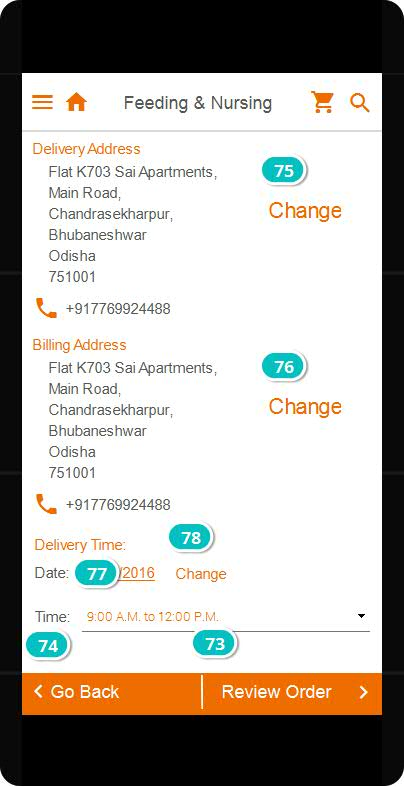 Feeding & Nursing
Delivery Address
75
Flat K703 Sai Apartments,
Main Road,
Change
Chandrasekharpur,
Bhubaneshwar
Odisha
751001
+917769924488
Billing Address
76
Flat K703 Sai Apartments,
Main Road,
Change
Chandrasekharpur,
Bhubaneshwar
Odisha
751001
+917769924488
78
Delivery Time:
Date: 77 /2016 Change
Time: 9:00 A.M. to 12:00 P.M.
74 73
Go Back Review Order